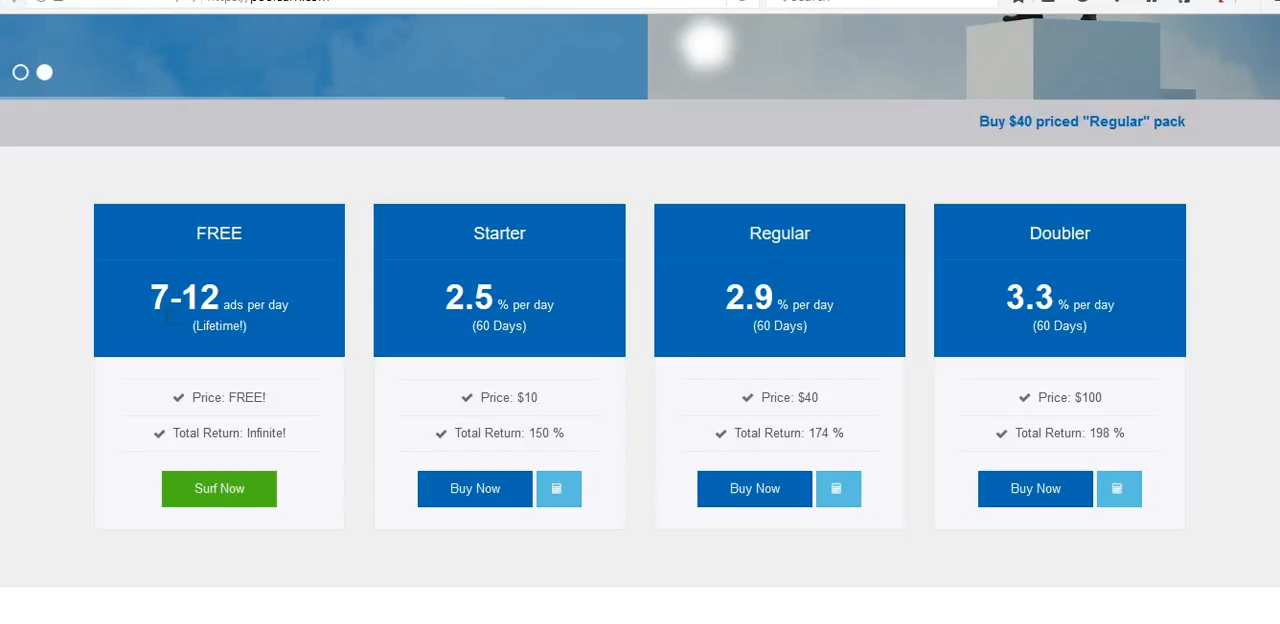 Buy $40 priced "Regular" pack
FREE
7-12 ads per day
(Lifetime!)
Price: FREE!
Total Return: Infinite!
Surf Now
Starter
2.5 % per day
(60 Days)
Price: $10
Total Return: 150 %
Buy Now
Regular
2.9 % per day
(60 Days)
Price: $40
Total Return: 174 %
Buy Now
Doubler
3.3 % per day
(60 Days)
Price: $100
Total Return: 198 %
Buy Now